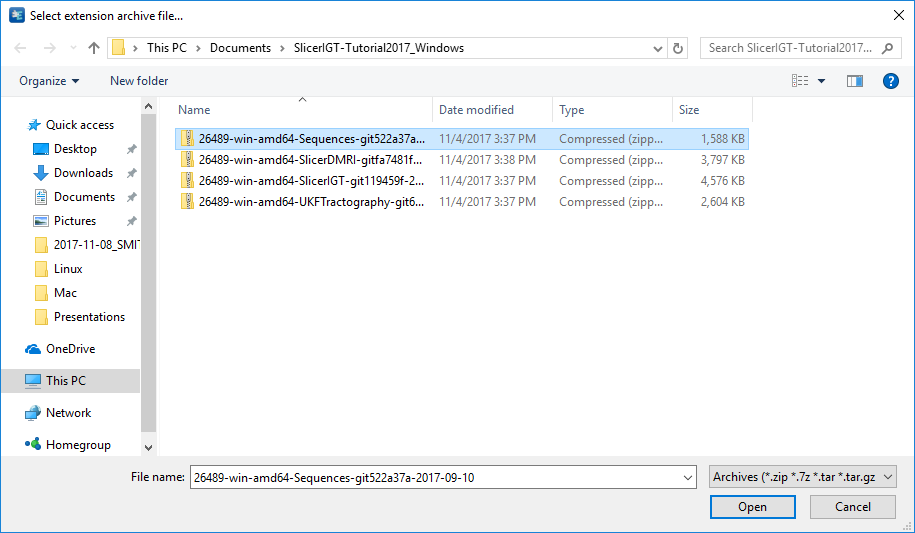 Select extension archive file...
This PC > Documents > SlicerIGT-Tutorial2017_Windows
Search SlicerIGT-Tutorial2017...
Organize
New folder
Name Date modified Type Size
Quick access
Desktop
Downloads
Documents
Pictures
2017-11-08_SMIT
Linux
Mac
Presentations
OneDrive
This PC
Network
Homegroup
26489-win-amd64-Sequences-git522a37a... 11/4/2017 3:37 PM Compressed (zipp... 1,588 KB
26489-win-amd64-SlicerDMRI-gitfa7481f... 11/4/2017 3:38 PM Compressed (zipp... 3,797 KB
26489-win-amd64-SlicerIGT-git119459f-2... 11/4/2017 3:37 PM Compressed (zipp... 4,576 KB
26489-win-amd64-UKFTractography-git6... 11/4/2017 3:37 PM Compressed (zipp... 2,604 KB
File name: 26489-win-amd64-Sequences-git522a37a-2017-09-10
Archives (*.zip *.7z *.tar *.tar.gz
Open
Cancel